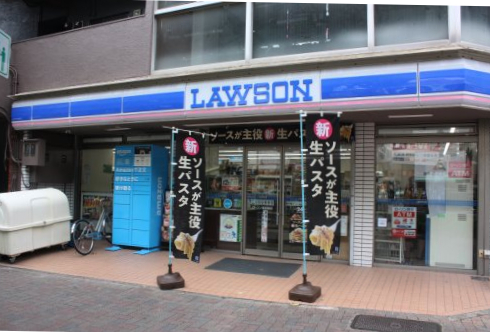 LAWSON
ソースが主役 新 生パスタ
新
ソースが主役
生パスタ
新
ソースが主役
生パスタ
ATM